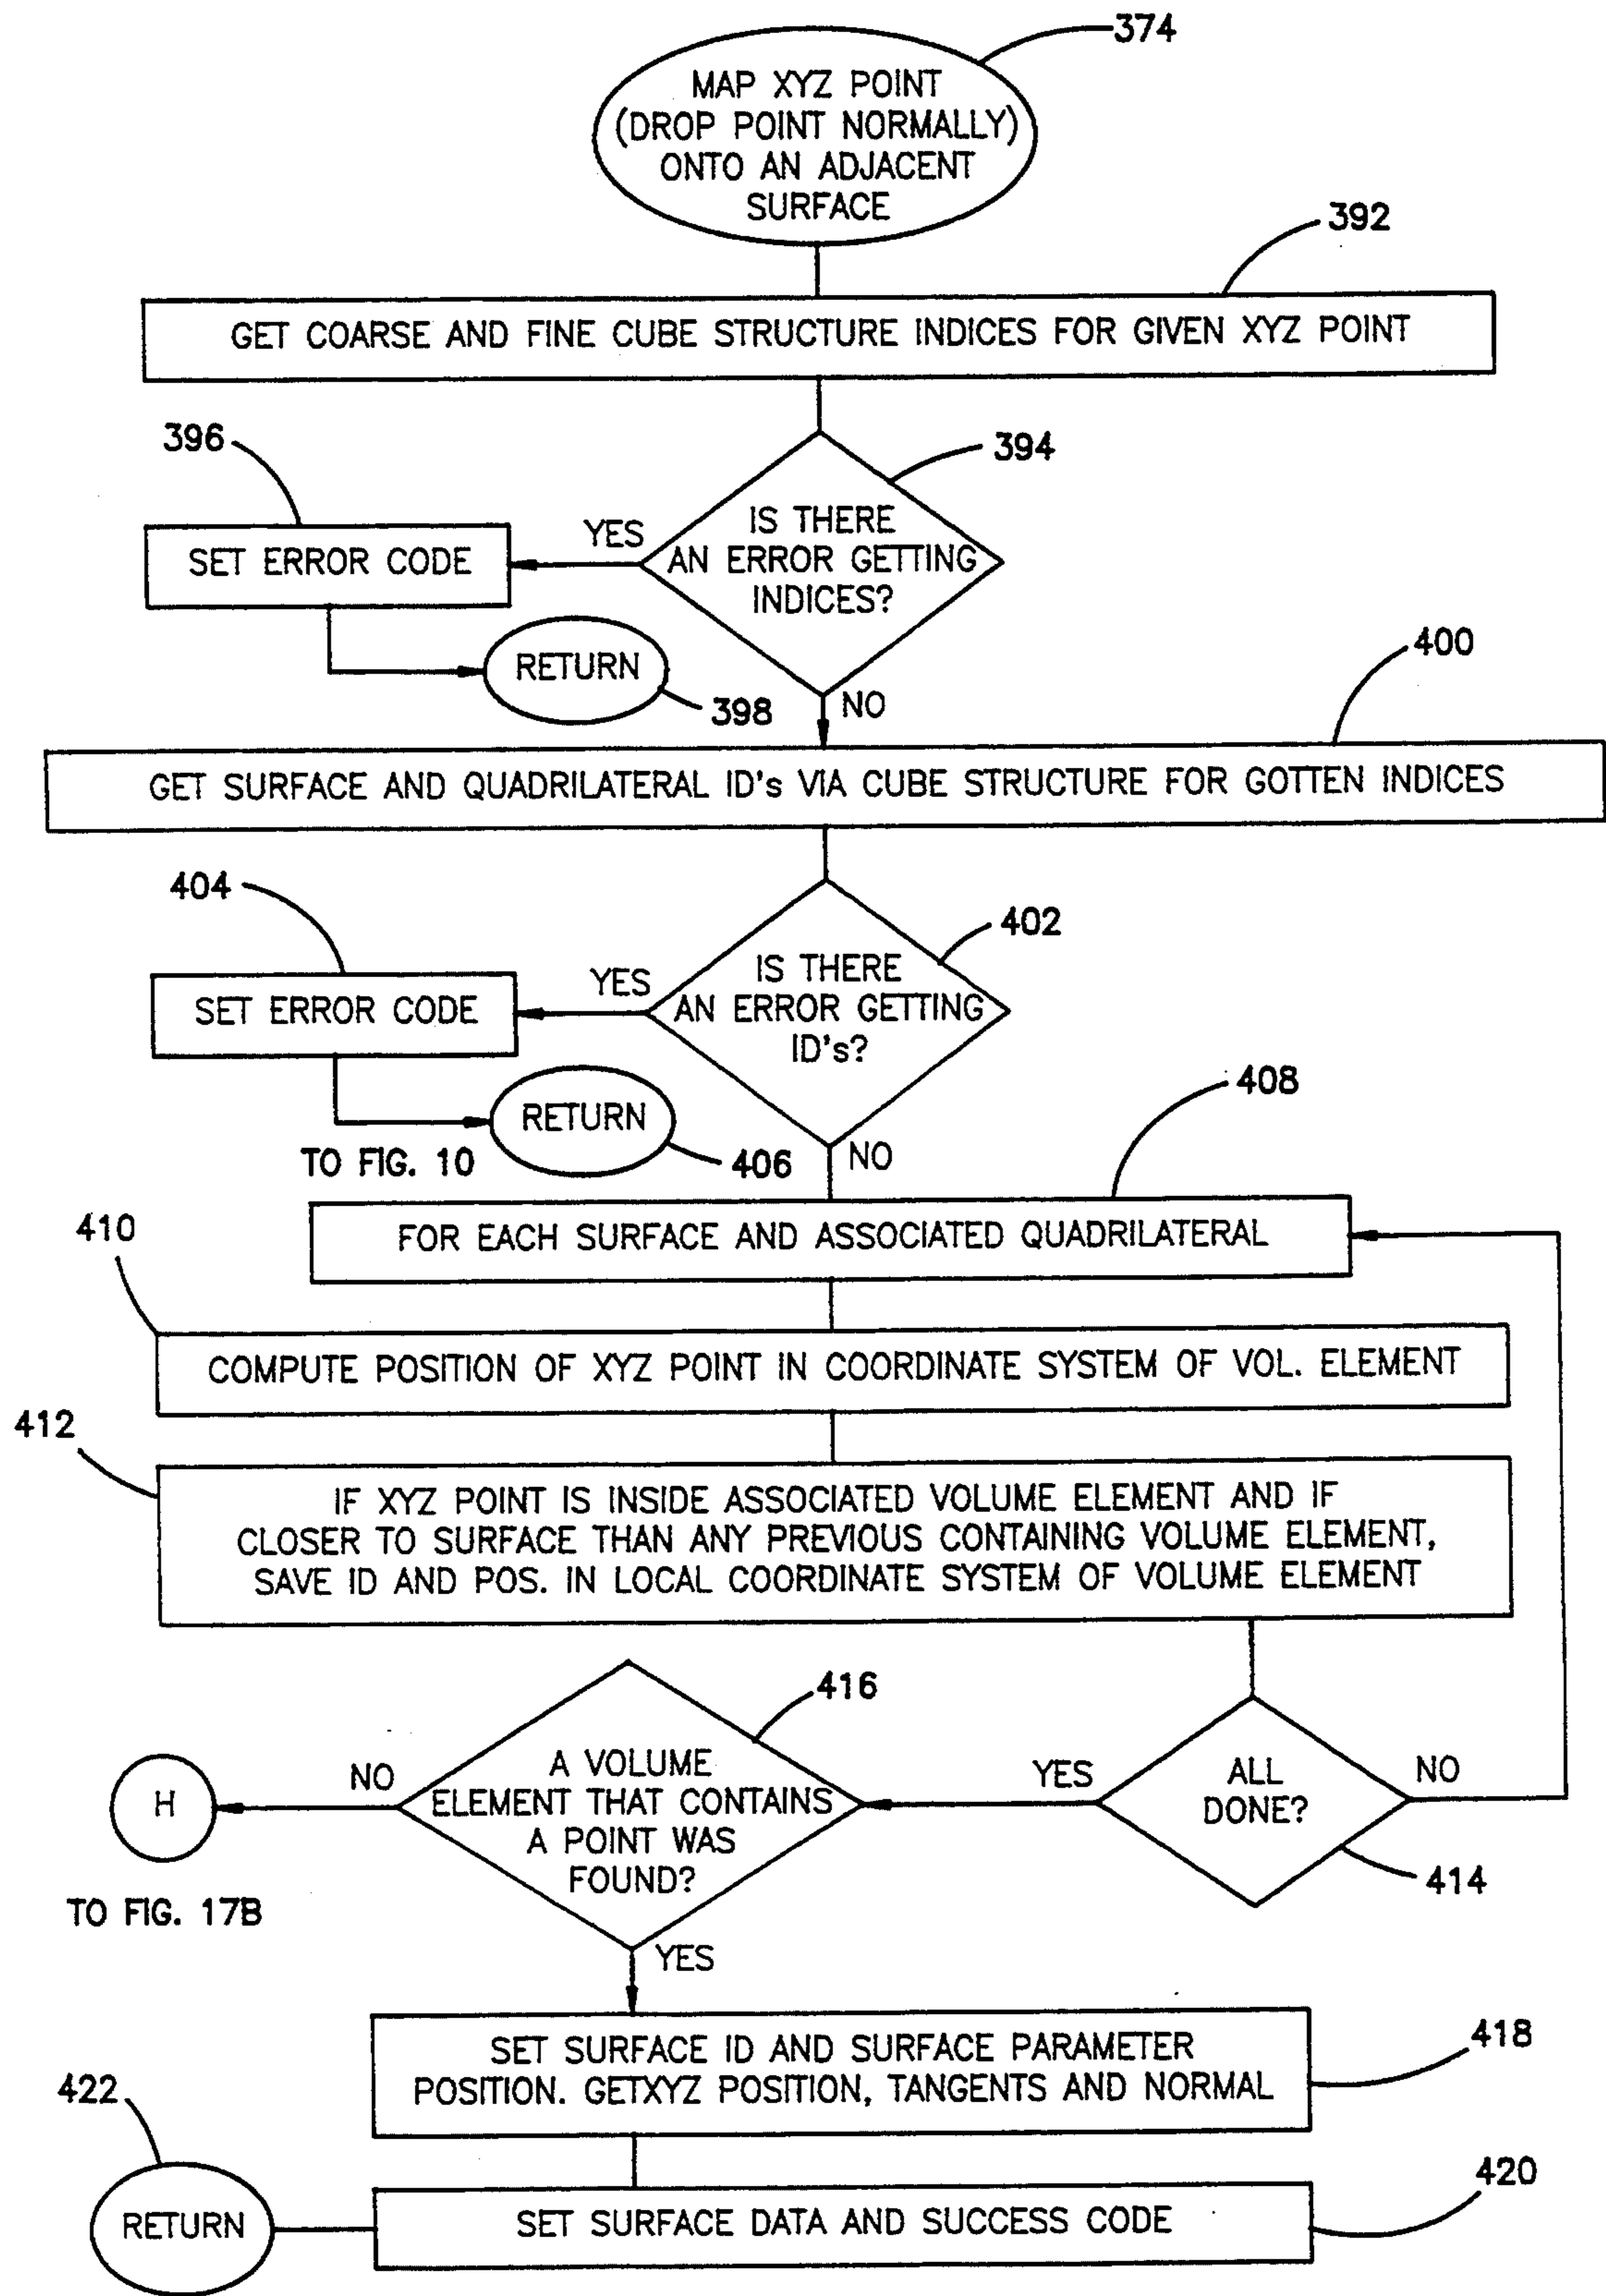 374
MAP XYZ POINT
(DROP POINT NORMALLY)
ONTO AN ADJACENT
SURFACE
392
GET COARSE AND FINE CUBE STRUCTURE INDICES FOR GIVEN XYZ POINT
396
394
IS THERE
AN ERROR GETTING
INDICES?
YES
SET ERROR CODE
RETURN
398
NO
400
GET SURFACE AND QUADRILATERAL ID's VIA CUBE STRUCTURE FOR GOTTEN INDICES
404
402
IS THERE
AN ERROR GETTING
ID's?
YES
SET ERROR CODE
RETURN
406
TO FIG. 10
NO
408
FOR EACH SURFACE AND ASSOCIATED QUADRILATERAL
410
COMPUTE POSITION OF XYZ POINT IN COORDINATE SYSTEM OF VOL. ELEMENT
412
IF XYZ POINT IS INSIDE ASSOCIATED VOLUME ELEMENT AND IF
CLOSER TO SURFACE THAN ANY PREVIOUS CONTAINING VOLUME ELEMENT,
SAVE ID AND POS. IN LOCAL COORDINATE SYSTEM OF VOLUME ELEMENT
416
A VOLUME
ELEMENT THAT CONTAINS
A POINT WAS
FOUND?
NO
H
TO FIG. 17B
YES
ALL
DONE?
NO
414
YES
418
SET SURFACE ID AND SURFACE PARAMETER
POSITION. GETXYZ POSITION, TANGENTS AND NORMAL
422
RETURN
SET SURFACE DATA AND SUCCESS CODE
420